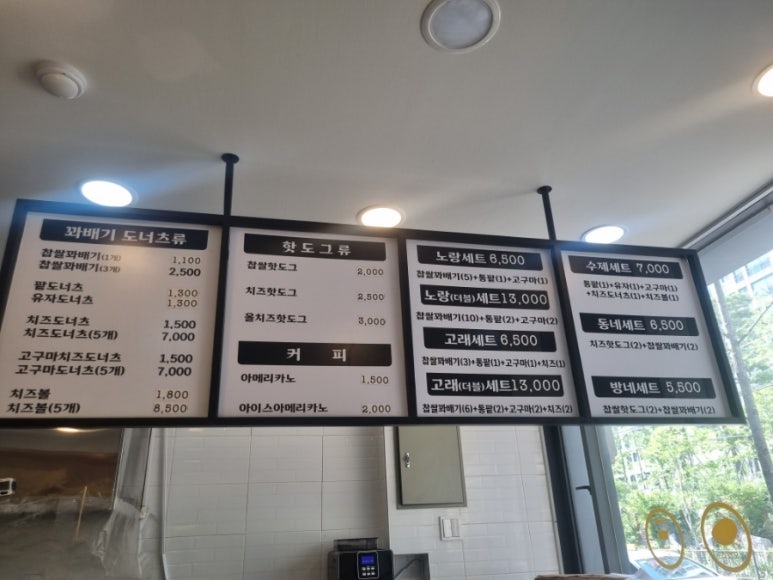 꽈배기 도너츠류
찹쌀꽈배기(1개) 1,100
찹쌀꽈배기(3개) 2,500
팥도너츠 1,300
유자도너츠 1,300
치즈도너츠 1,500
치즈도너츠(5개) 7,000
고구마치즈도너츠 1,500
고구마도너츠(5개) 7,000
치즈볼 1,800
치즈볼(5개) 8,500
핫도그류
찹쌀핫도그 2,000
치즈핫도그 2,500
올치즈핫도그 3,000
커 피
아메리카노 1,500
아이스아메리카노 2,000
노랑세트 6,500
찹쌀꽈배기(5)+통팥(1)+고구마(1)
노랑(더블)세트13,000
찹쌀꽈배기(10)+통팥(2)+고구마(2)
고래세트 6,500
찹쌀꽈배기(3)+통팥(1)+고구마(1)+치즈(1)
고래(더블)세트13,000
찹쌀꽈배기(6)+통팥(2)+고구마(2)+치즈(2)
수제세트 7,000
통팥(1)+유자(1)+고구마(1)
+치즈도너츠(1)+치즈볼(1)
동네세트 6,500
치즈핫도그(2)+찹쌀꽈배기(2)
방네세트 5,500
찹쌀핫도그(2)+찹쌀꽈배기(2)